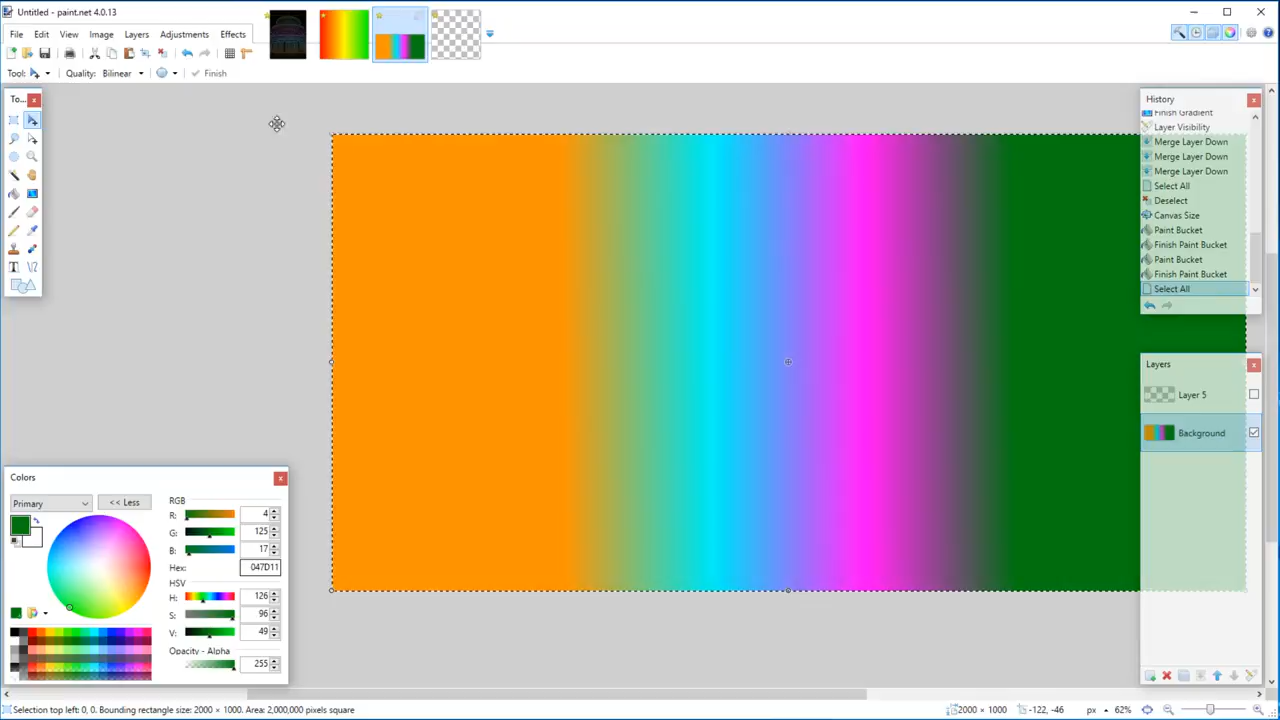 Untitled - paint.net 4.0.13
File Edit View Image Layers Adjustments Effects
Tool: Quality: Bilinear Finish
To...
History
Finish Gradient
Layer Visibility
Merge Layer Down
Merge Layer Down
Merge Layer Down
Select All
Deselect
Canvas Size
Paint Bucket
Finish Paint Bucket
Paint Bucket
Finish Paint Bucket
Select All
Layers
Layer 5
Background
Colors
Primary
<< Less
RGB
R: 4
G: 125
B: 17
Hex: 047D11
HSV
H: 126
S: 96
V: 49
Opacity - Alpha
255
Selection top left: 0, 0. Bounding rectangle size: 2000 × 1000. Area: 2,000,000 pixels square
2000 × 1000 -122, -46 px 62%